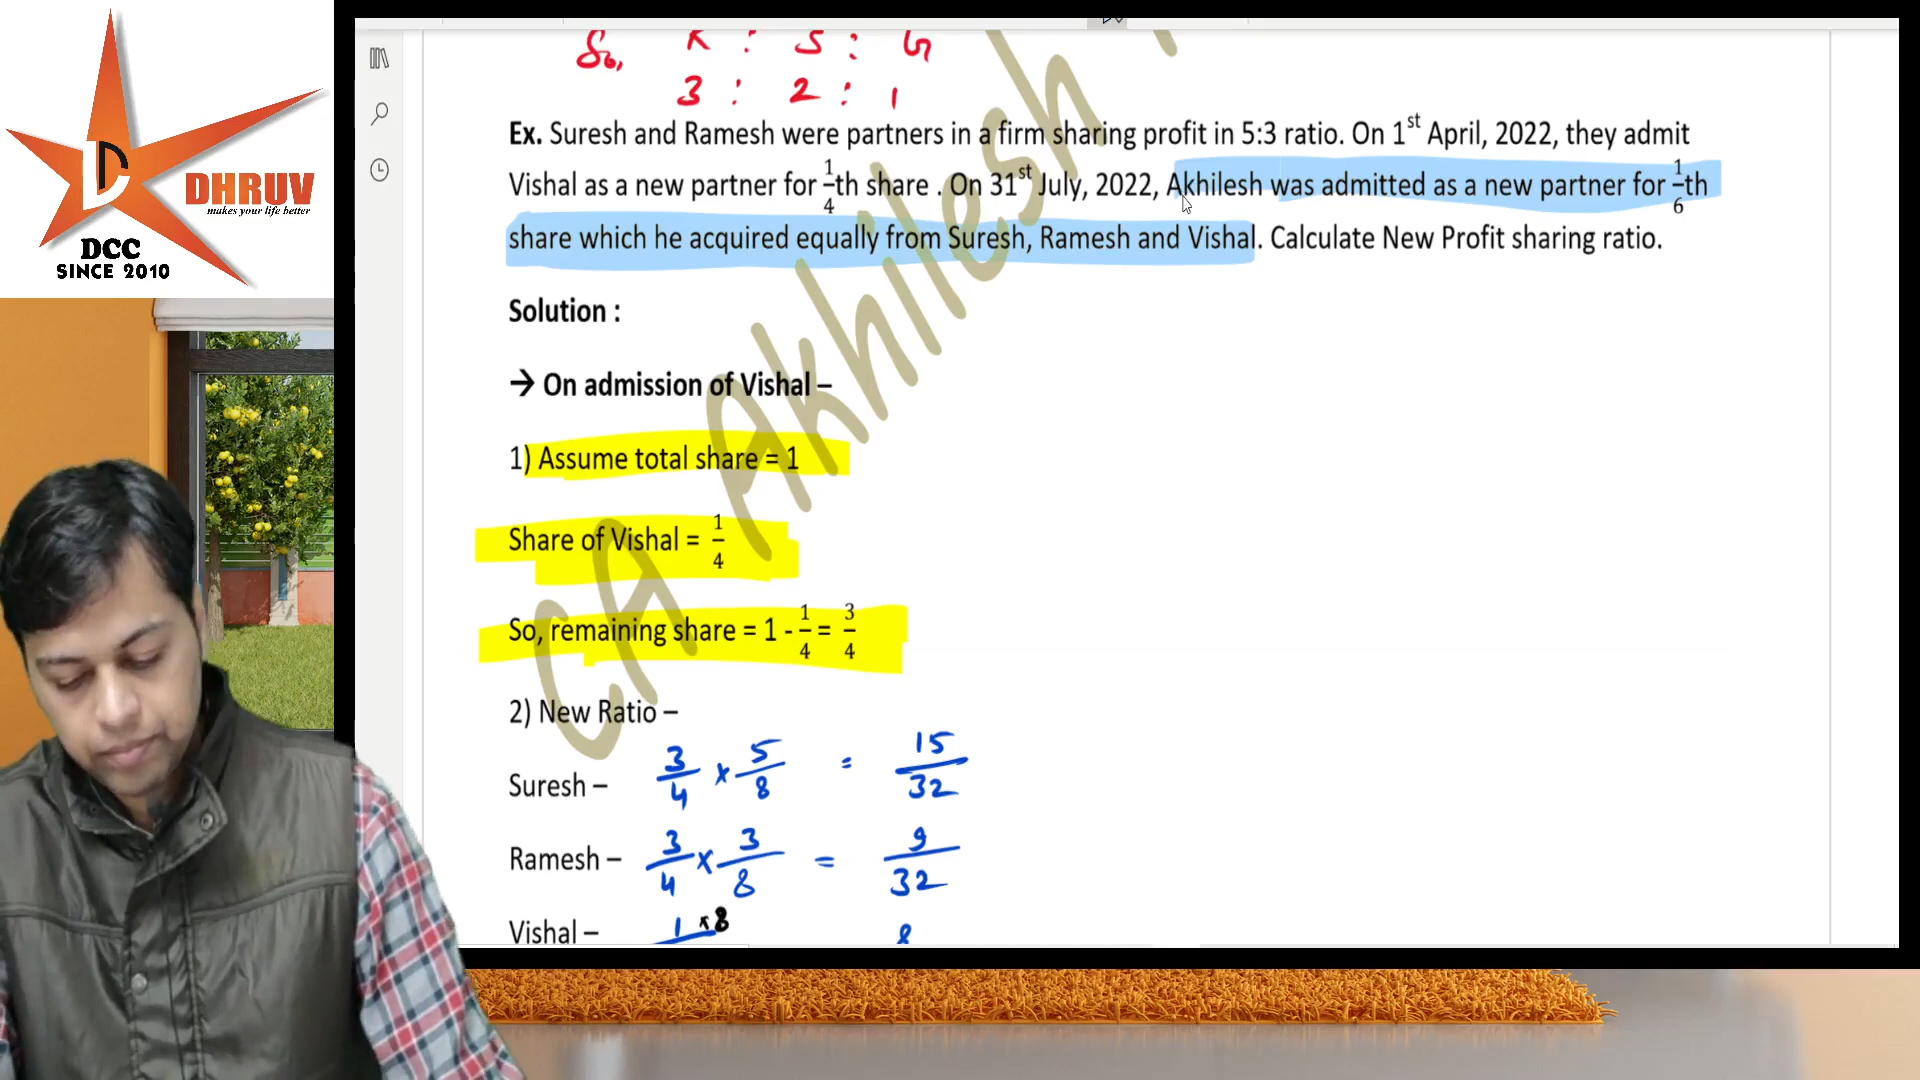 So, K : S : G
3 : 2 : 1
Ex. Suresh and Ramesh were partners in a firm sharing profit in 5:3 ratio. On 1st April, 2022, they admit
Vishal as a new partner for 1/4th share . On 31st July, 2022, Akhilesh was admitted as a new partner for 1/6th
share which he acquired equally from Suresh, Ramesh and Vishal. Calculate New Profit sharing ratio.
Solution :
→ On admission of Vishal –
1) Assume total share = 1
Share of Vishal = 1/4
So, remaining share = 1 - 1/4 = 3/4
2) New Ratio –
Suresh – 3/4 × 5/8 = 15/32
Ramesh – 3/4 × 3/8 = 9/32
Vishal – 1 ×8 8
CA Akhilesh
D
DHRUV
makes your life better
DCC
SINCE 2010